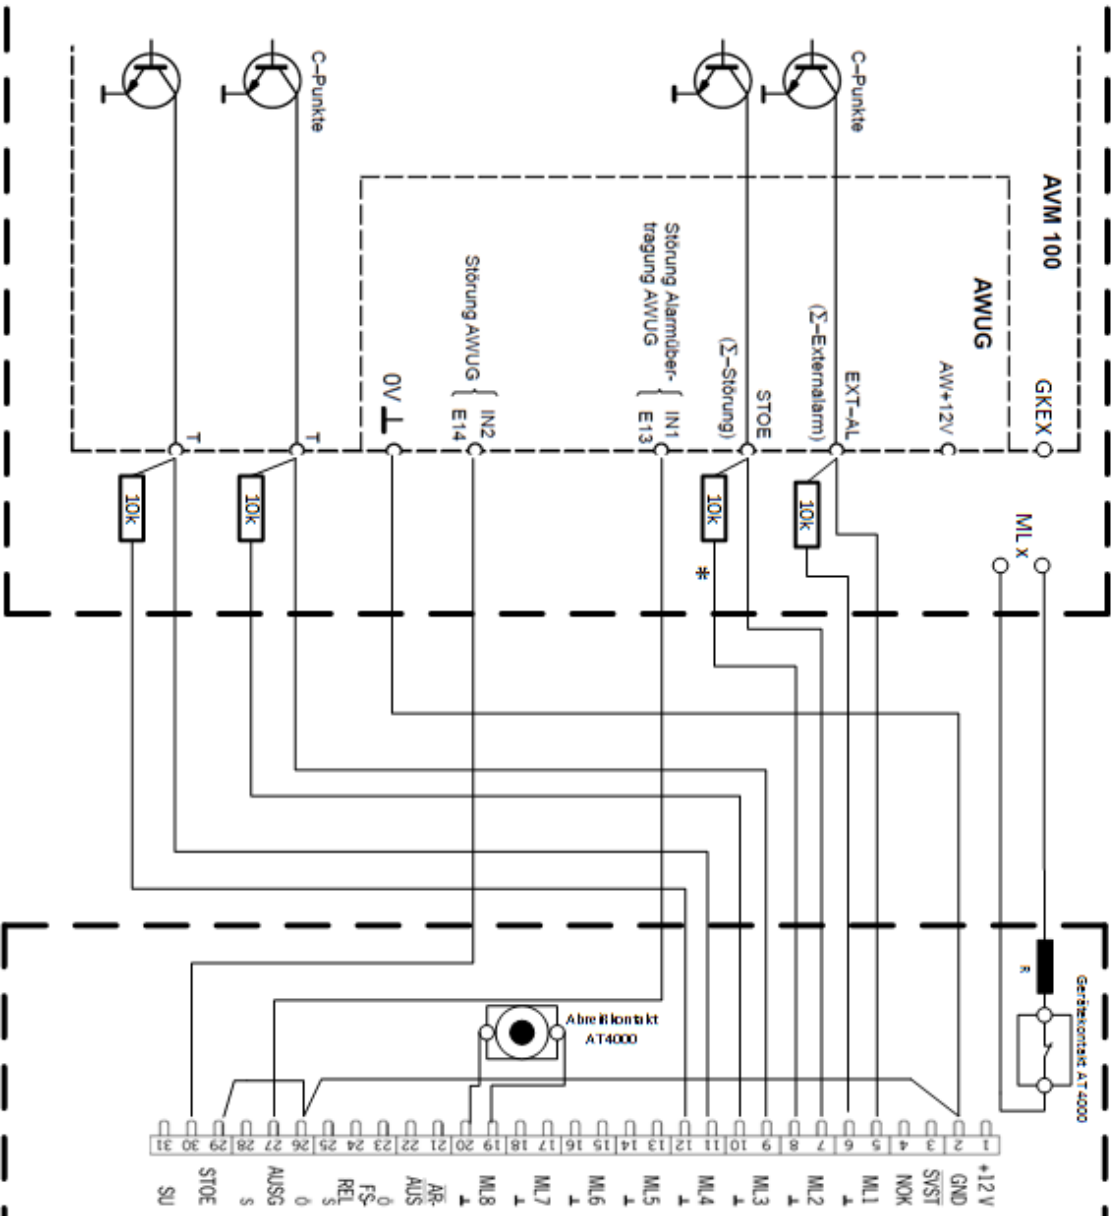 C-Punkte
C-Punkte
AVM 100
AWUG
GKEX
AW+12V
EXT-AL
(Σ-Externalarm)
STOE
(Σ-Störung)
Störung Alarmüber-
tragung AWUG
IN1
E13
Störung AWUG
IN2
E14
0V
T
T
10k
10k
10k
10k
*
ML x
R
Gerätekontakt AT 4000
Abreißkontakt
AT4000
1
2
3
4
5
6
7
8
9
10
11
12
13
14
15
16
17
18
19
20
21
22
23
24
25
26
27
28
29
30
31
+12 V
GND
SVST
NOK
ML1
ML2
ML3
ML4
ML5
ML6
ML7
ML8
ÄR-
AUS
Ö
FS-
REL
S
Ö
AUSG
S
STOE
SU